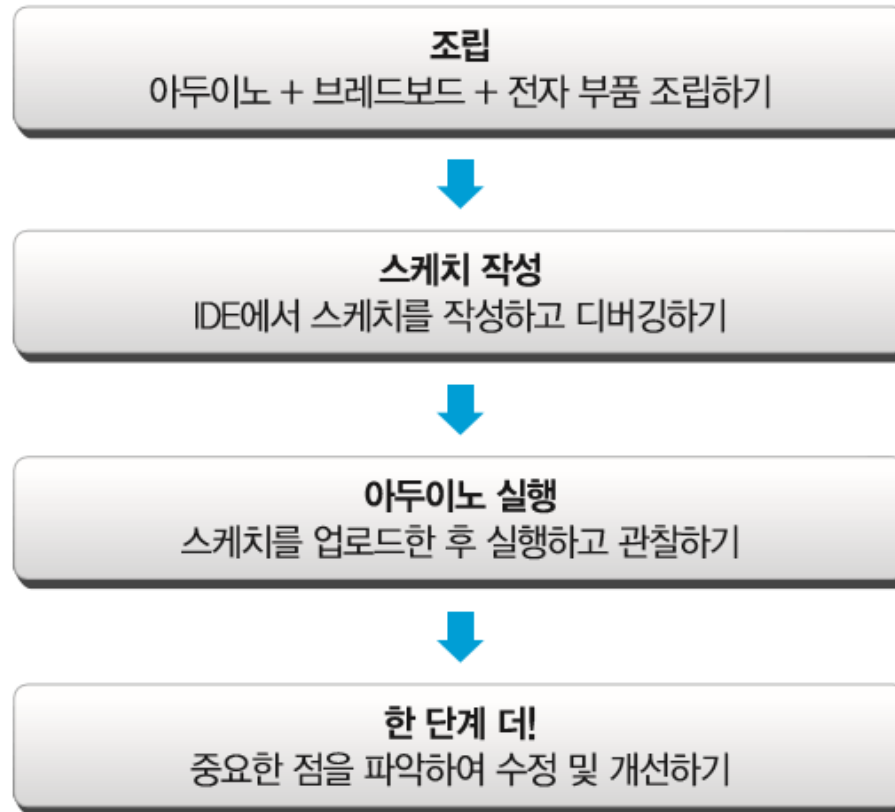 조립
아두이노 + 브레드보드 + 전자 부품 조립하기
스케치 작성
IDE에서 스케치를 작성하고 디버깅하기
아두이노 실행
스케치를 업로드한 후 실행하고 관찰하기
한 단계 더!
중요한 점을 파악하여 수정 및 개선하기